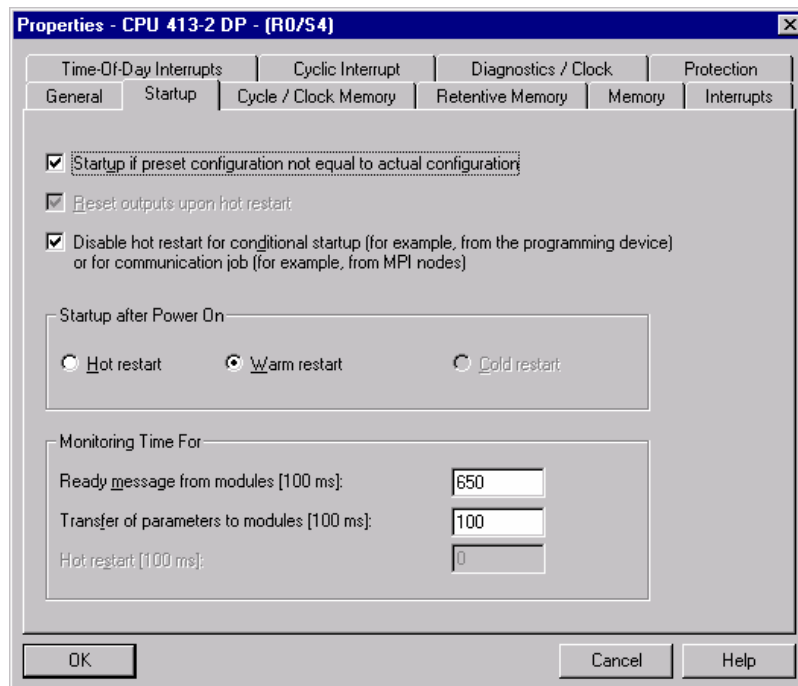 Properties - CPU 413-2 DP - (R0/S4)
Time-Of-Day Interrupts Cyclic Interrupt Diagnostics / Clock Protection
General Startup Cycle / Clock Memory Retentive Memory Memory Interrupts
Startup if preset configuration not equal to actual configuration
Reset outputs upon hot restart
Disable hot restart for conditional startup (for example, from the programming device)
or for communication job (for example, from MPI nodes)
Startup after Power On
Hot restart Warm restart Cold restart
Monitoring Time For
Ready message from modules [100 ms]: 650
Transfer of parameters to modules [100 ms]: 100
Hot restart [100 ms]: 0
OK Cancel Help